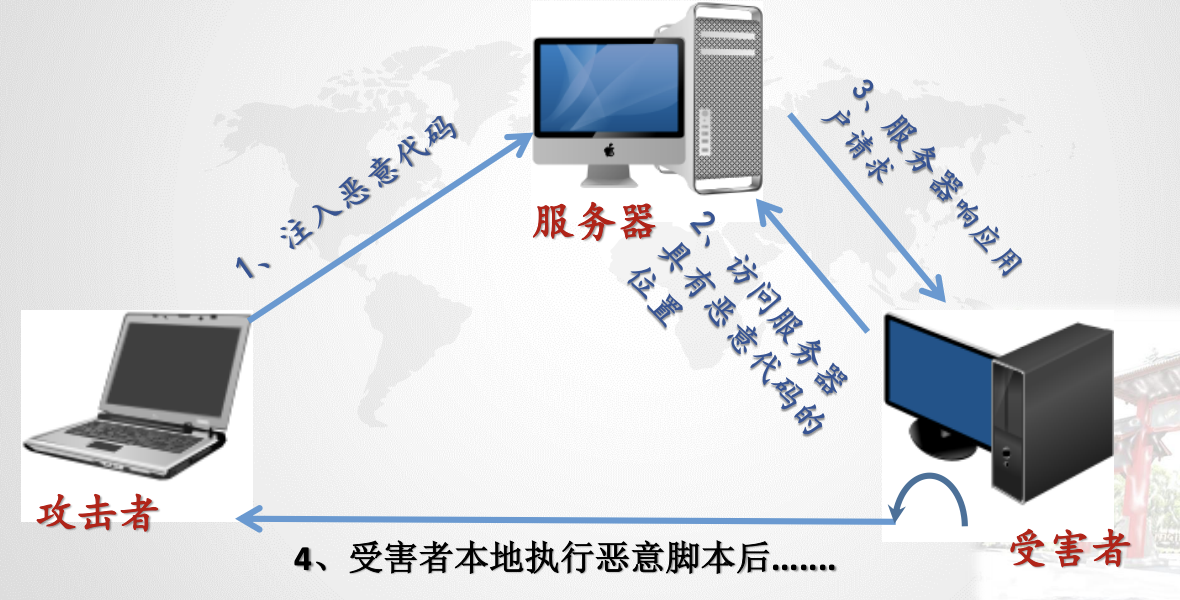 1、注入恶意代码
服务器
2、访问服务器
具有恶意代码的
位置
3、服务器响应用
户请求
攻击者
受害者
4、受害者本地执行恶意脚本后…….